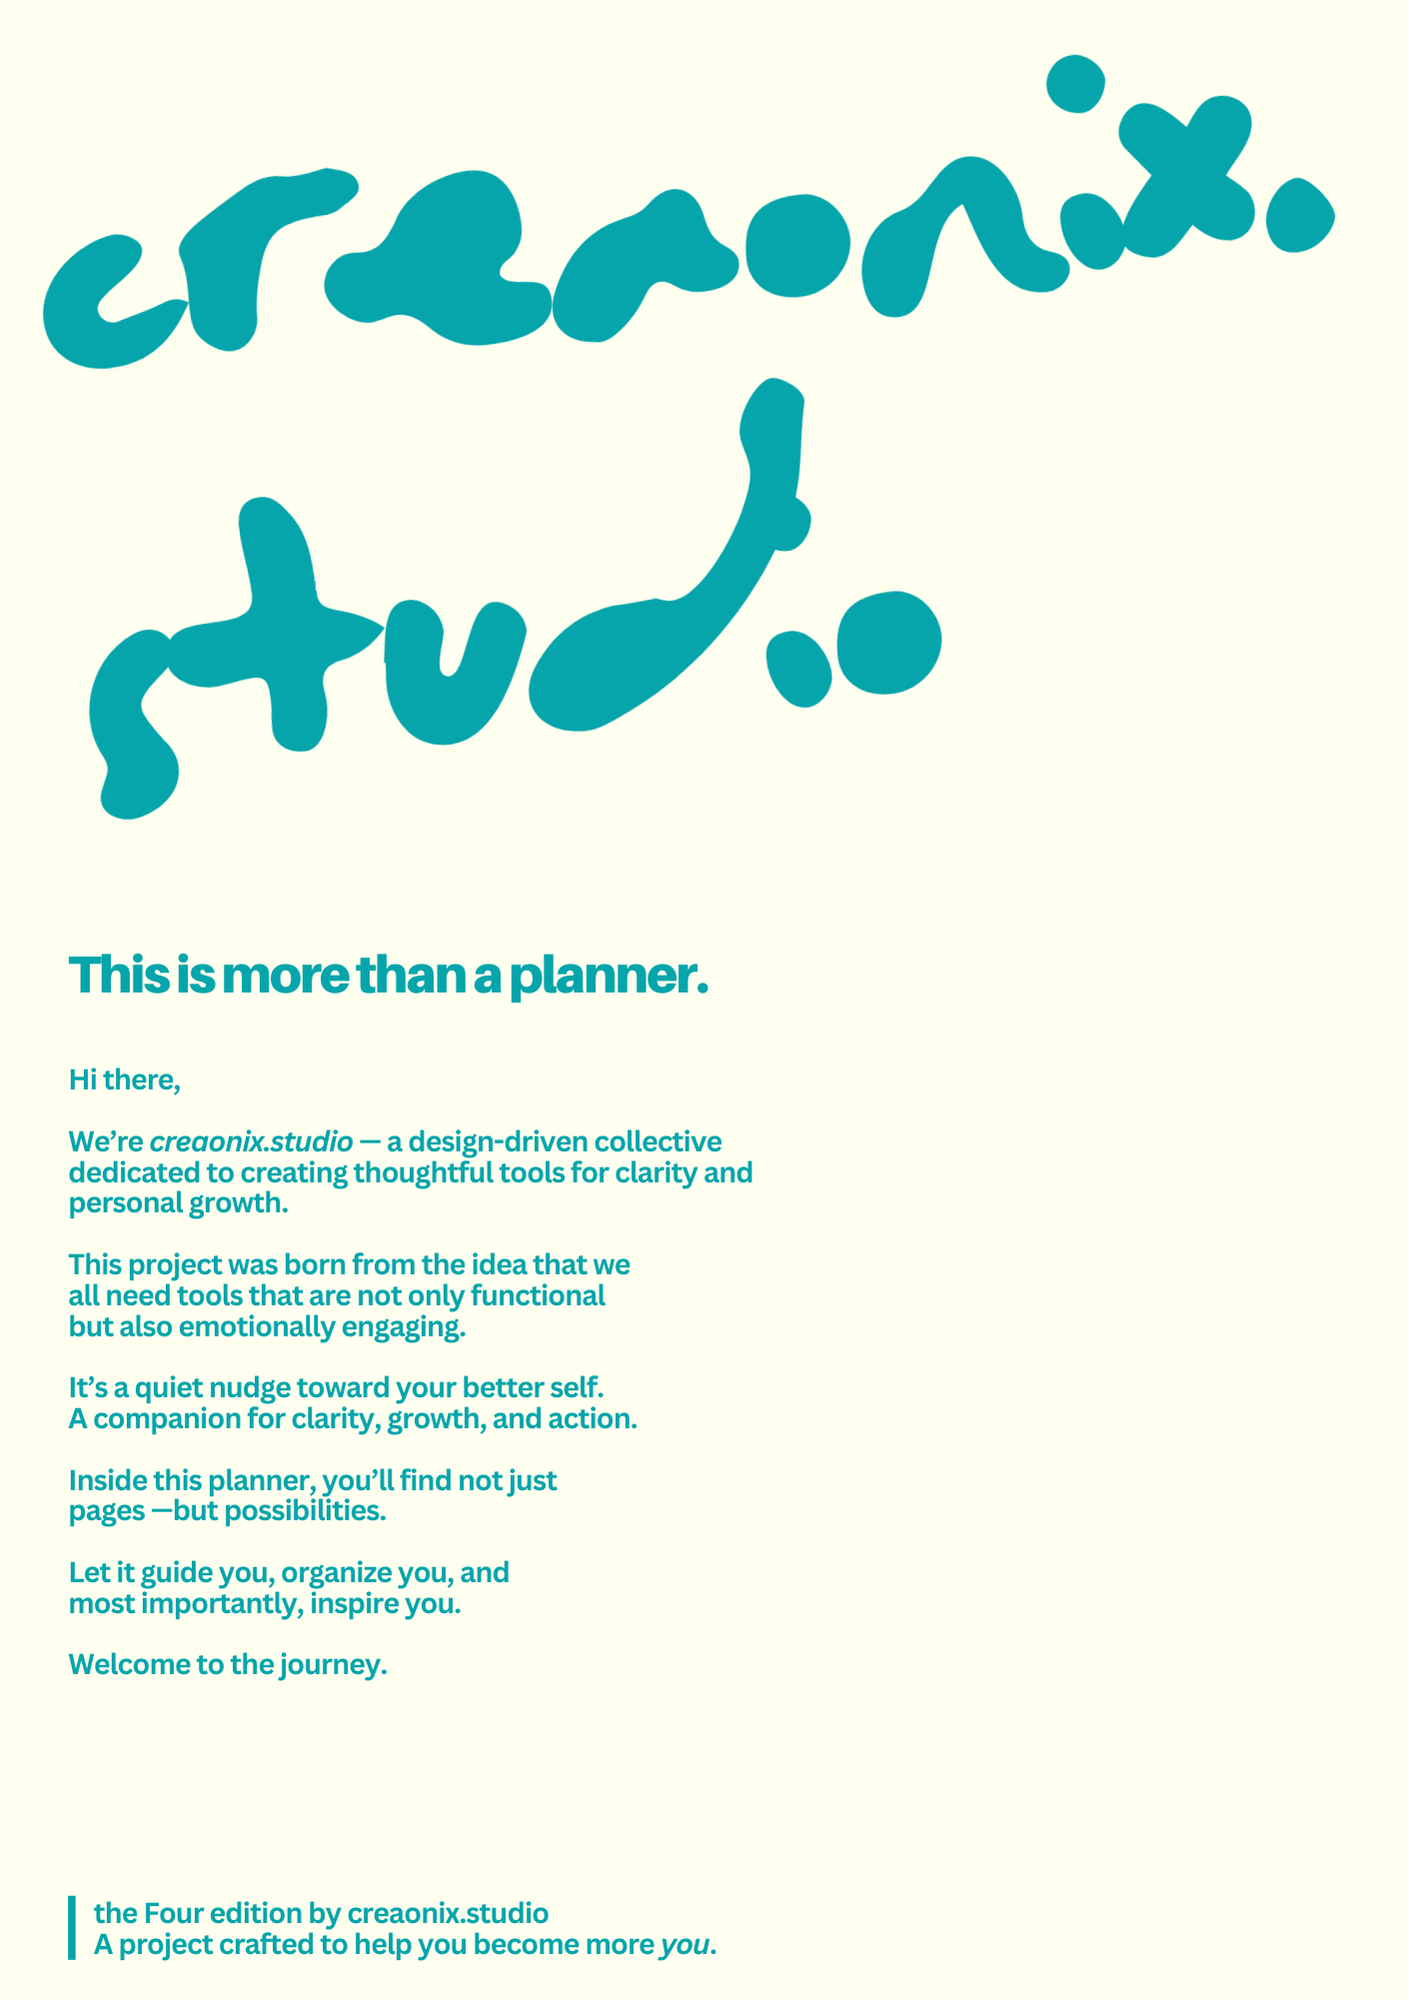 creaonix.
studio
This is more than a planner.
Hi there,
We’re creaonix.studio — a design-driven collective
dedicated to creating thoughtful tools for clarity and
personal growth.
This project was born from the idea that we
all need tools that are not only functional
but also emotionally engaging.
It’s a quiet nudge toward your better self.
A companion for clarity, growth, and action.
Inside this planner, you’ll find not just
pages —but possibilities.
Let it guide you, organize you, and
most importantly, inspire you.
Welcome to the journey.
the Four edition by creaonix.studio
A project crafted to help you become more you.